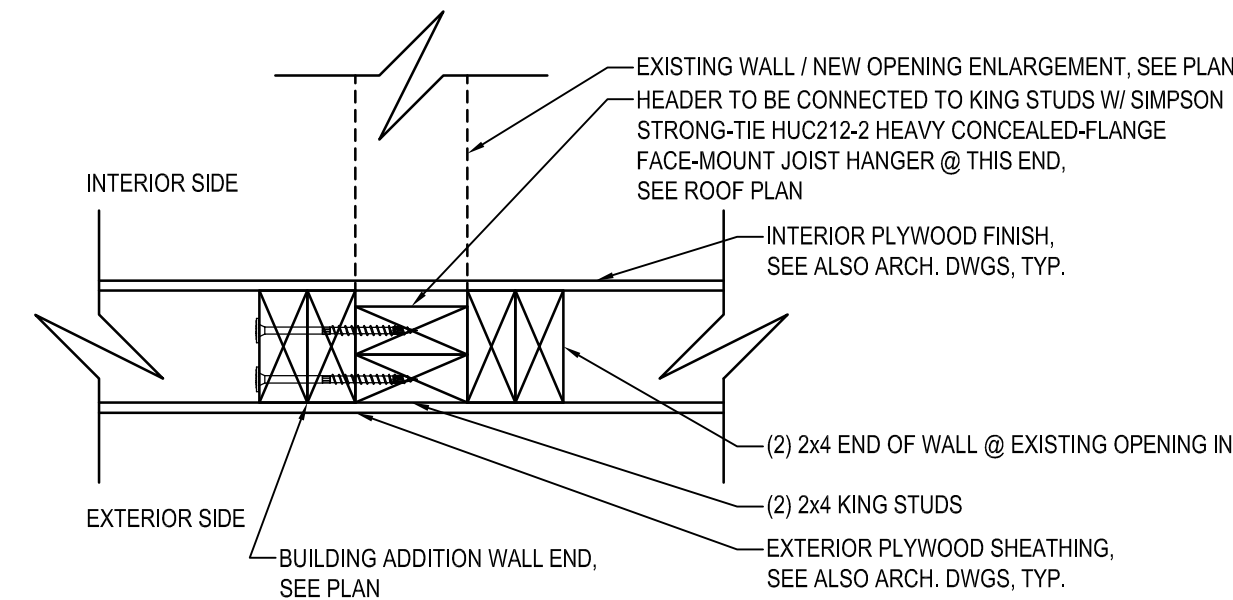 EXISTING WALL / NEW OPENING ENLARGEMENT, SEE PLAN
HEADER TO BE CONNECTED TO KING STUDS W/ SIMPSON
STRONG-TIE HUC212-2 HEAVY CONCEALED-FLANGE
FACE-MOUNT JOIST HANGER @ THIS END,
SEE ROOF PLAN
INTERIOR SIDE
INTERIOR PLYWOOD FINISH,
SEE ALSO ARCH. DWGS, TYP.
(2) 2x4 END OF WALL @ EXISTING OPENING IN
(2) 2x4 KING STUDS
EXTERIOR SIDE
EXTERIOR PLYWOOD SHEATHING,
SEE ALSO ARCH. DWGS, TYP.
BUILDING ADDITION WALL END,
SEE PLAN